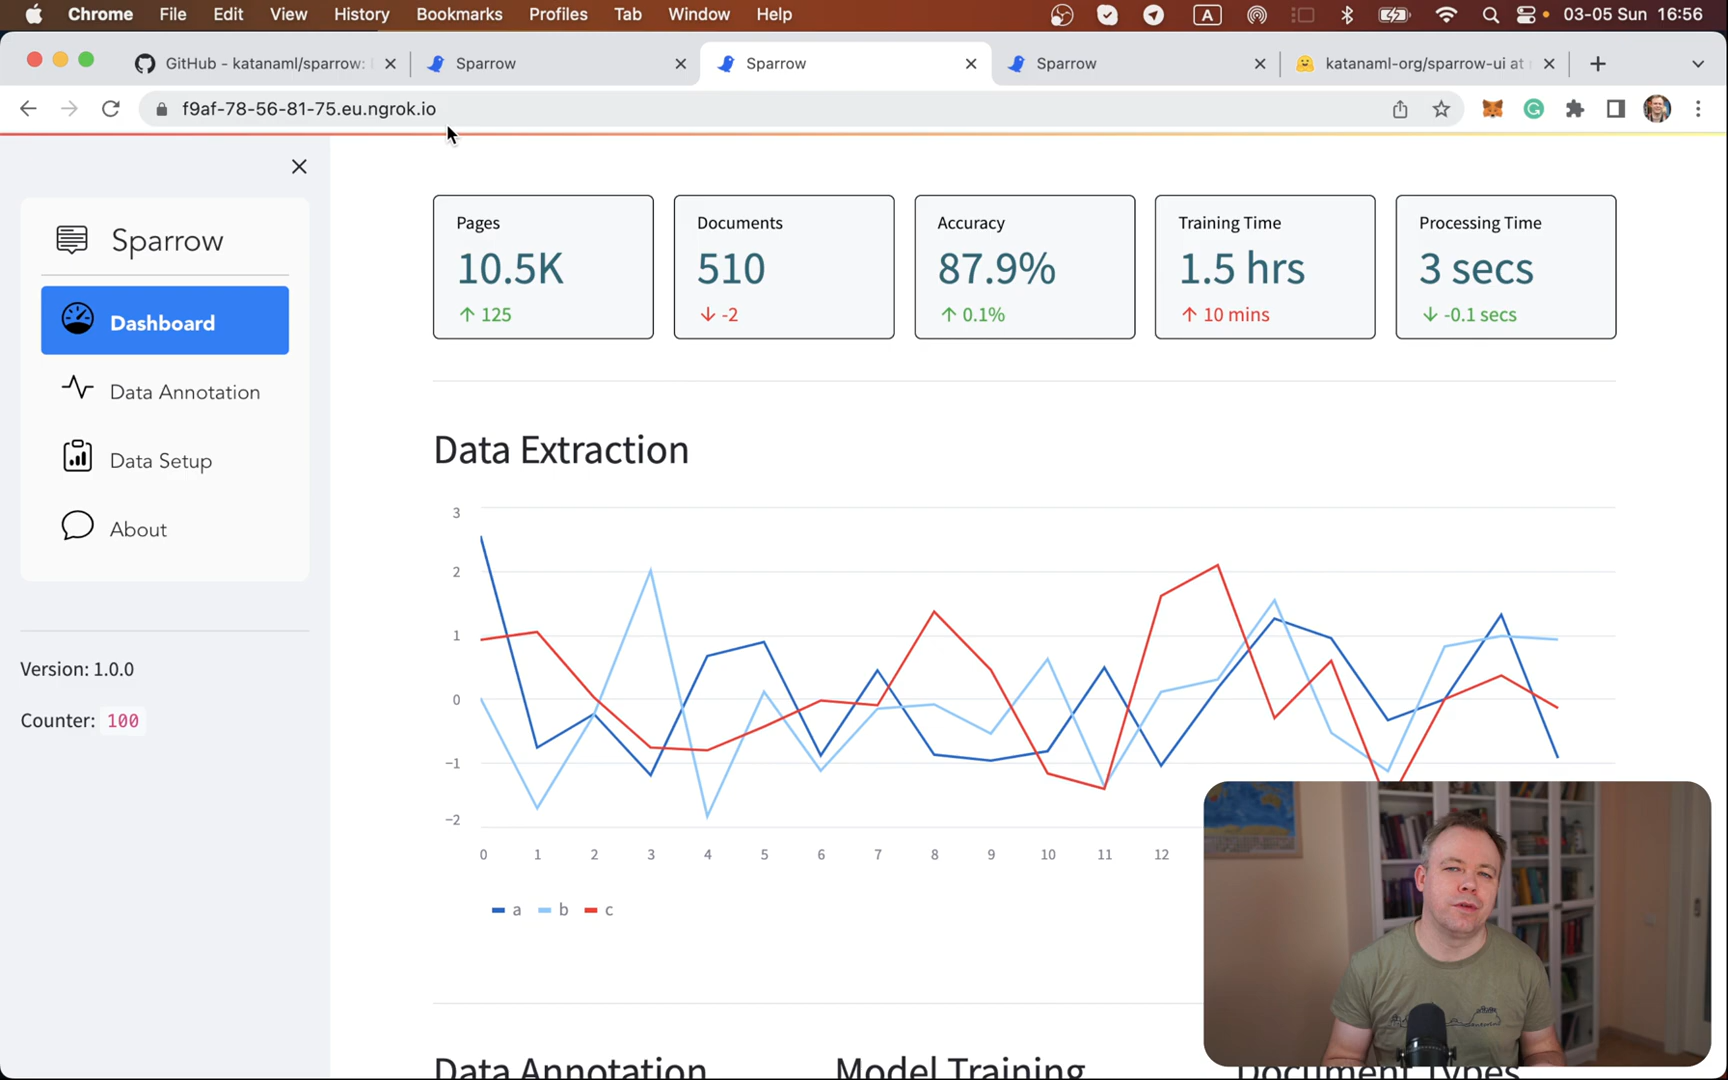 Chrome File Edit View History Bookmarks Profiles Tab Window Help A 03-05 Sun 16:56
GitHub - katanaml/sparrow: Sparrow Sparrow Sparrow katanaml-org/sparrow-ui at
f9af-78-56-81-75.eu.ngrok.io
Sparrow
Dashboard
Data Annotation
Data Setup
About
Version: 1.0.0
Counter: 100
Pages
10.5K
↑ 125
Documents
510
↓ -2
Accuracy
87.9%
↑ 0.1%
Training Time
1.5 hrs
↑ 10 mins
Processing Time
3 secs
↓ -0.1 secs
Data Extraction
3
2
1
0
−1
−2
0 1 2 3 4 5 6 7 8 9 10 11 12
a b c
Data Annotation Model Training Document Types